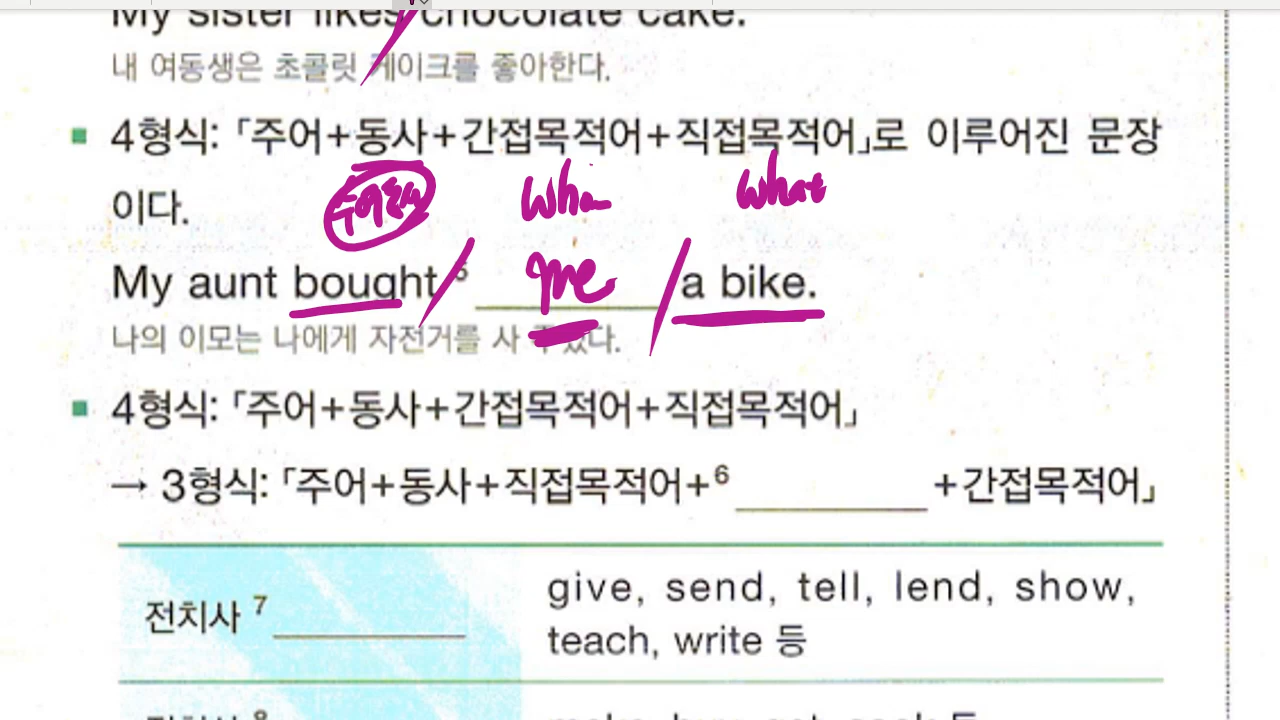 My sister likes chocolate cake.
내 여동생은 초콜릿 케이크를 좋아한다.
■ 4형식: 「주어+동사+간접목적어+직접목적어」로 이루어진 문장
이다.
what
My aunt bought 5 me a bike.
나의 이모는 나에게 자전거를 사 주었다.
■ 4형식: 「주어+동사+간접목적어+직접목적어」
→ 3형식: 「주어+동사+직접목적어+6 ________ +간접목적어」
전치사 7 ________ give, send, tell, lend, show,
teach, write 등